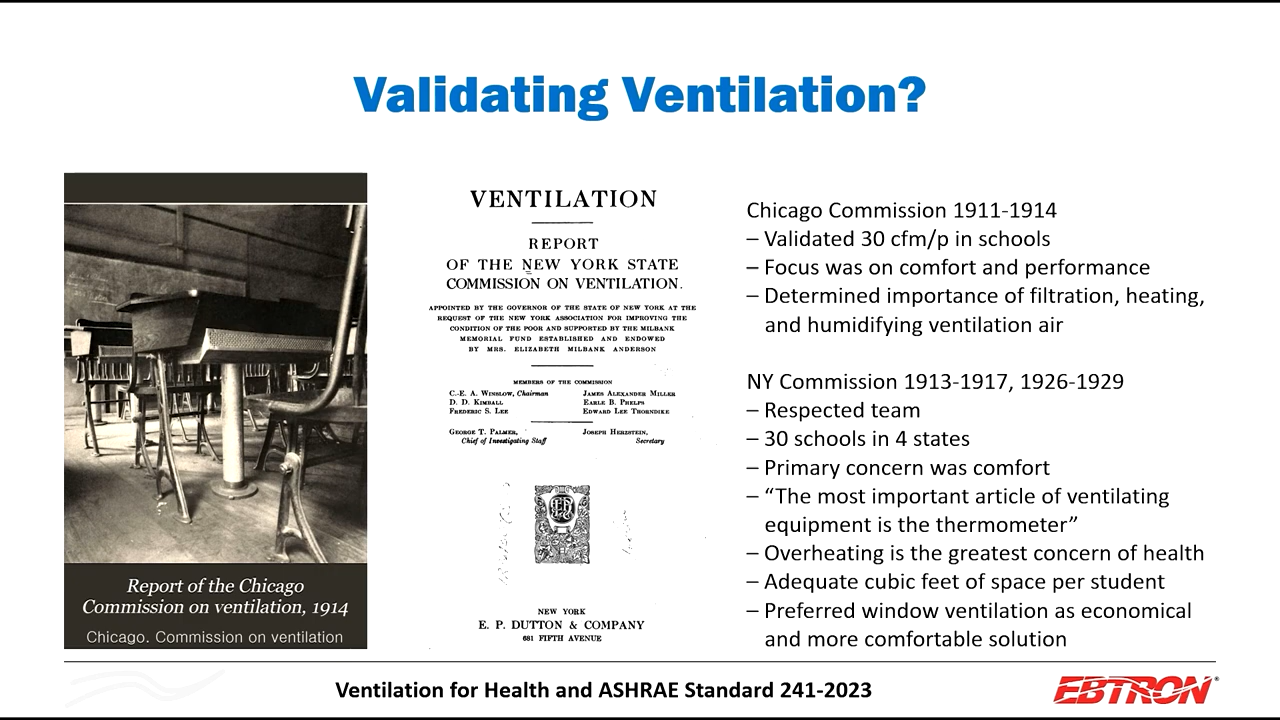 Validating Ventilation?
Report of the Chicago
Commission on ventilation, 1914
Chicago. Commission on ventilation
VENTILATION
REPORT
OF THE NEW YORK STATE
COMMISSION ON VENTILATION.
APPOINTED BY THE GOVERNOR OF THE STATE OF NEW YORK AT THE
REQUEST OF THE NEW YORK ASSOCIATION FOR IMPROVING THE
CONDITION OF THE POOR AND SUPPORTED BY THE MILBANK
MEMORIAL FUND ESTABLISHED AND ENDOWED
BY MRS. ELIZABETH MILBANK ANDERSON
MEMBERS OF THE COMMISSION
C.-E. A. WINSLOW, Chairman
D. D. KIMBALL
FREDERIC S. LEE
JAMES ALEXANDER MILLER
EARLE B. PHELPS
EDWARD LEE THORNDIKE
GEORGE T. PALMER,
Chief of Investigating Staff
JOSEPH HERZSTEIN,
Secretary
NEW YORK
E. P. DUTTON & COMPANY
681 FIFTH AVENUE
Chicago Commission 1911-1914
– Validated 30 cfm/p in schools
– Focus was on comfort and performance
– Determined importance of filtration, heating,
and humidifying ventilation air
NY Commission 1913-1917, 1926-1929
– Respected team
– 30 schools in 4 states
– Primary concern was comfort
– “The most important article of ventilating
equipment is the thermometer”
– Overheating is the greatest concern of health
– Adequate cubic feet of space per student
– Preferred window ventilation as economical
and more comfortable solution
Ventilation for Health and ASHRAE Standard 241-2023
EBTRON®